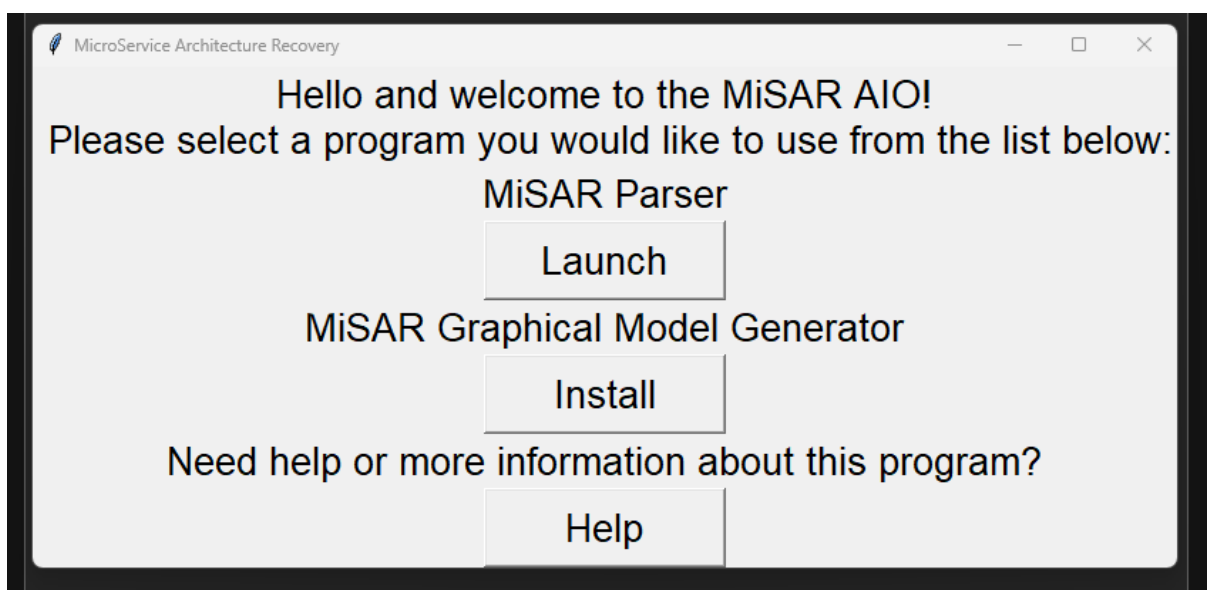 MicroService Architecture Recovery
Hello and welcome to the MiSAR AIO!
Please select a program you would like to use from the list below:
MiSAR Parser
Launch
MiSAR Graphical Model Generator
Install
Need help or more information about this program?
Help